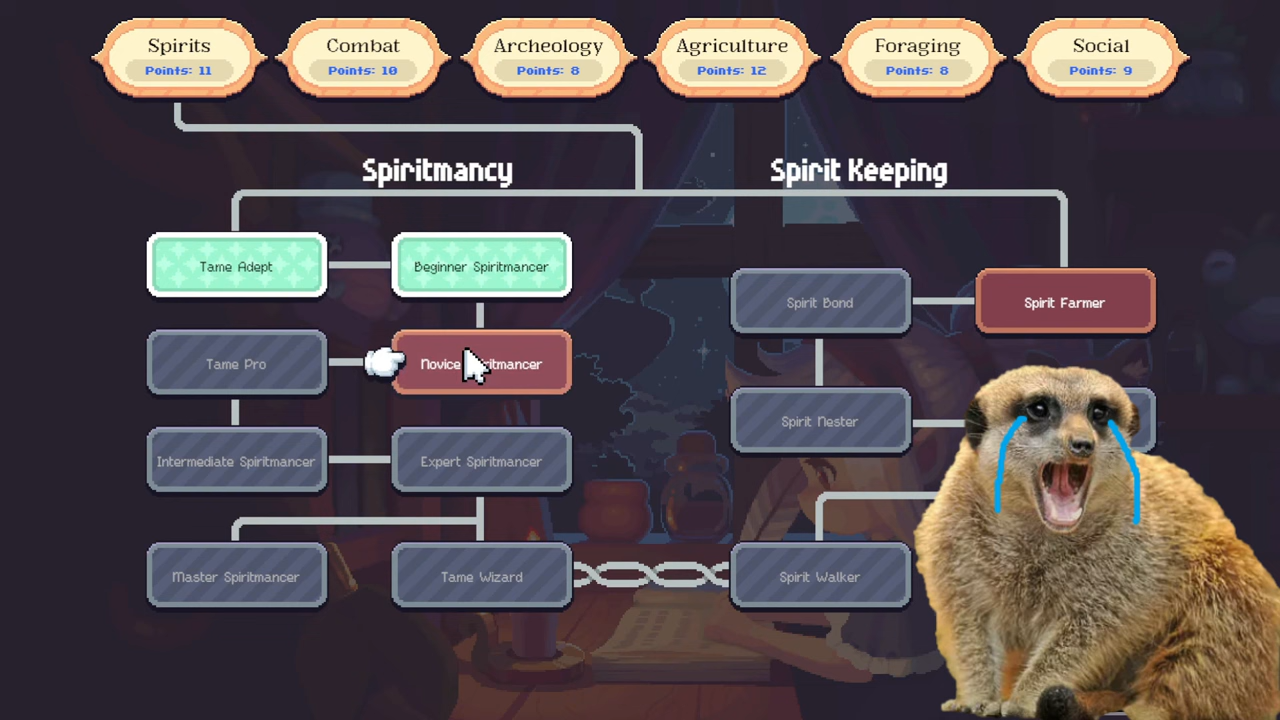 Spirits
Points: 11
Combat
Points: 10
Archeology
Points: 8
Agriculture
Points: 12
Foraging
Points: 8
Social
Points: 9
Spiritmancy
Spirit Keeping
Tame Adept
Beginner Spiritmancer
Spirit Bond
Spirit Farmer
Tame Pro
Novice
Spirit Nester
Intermediate Spiritmancer
Expert Spiritmancer
Master Spiritmancer
Tame Wizard
Spirit Walker